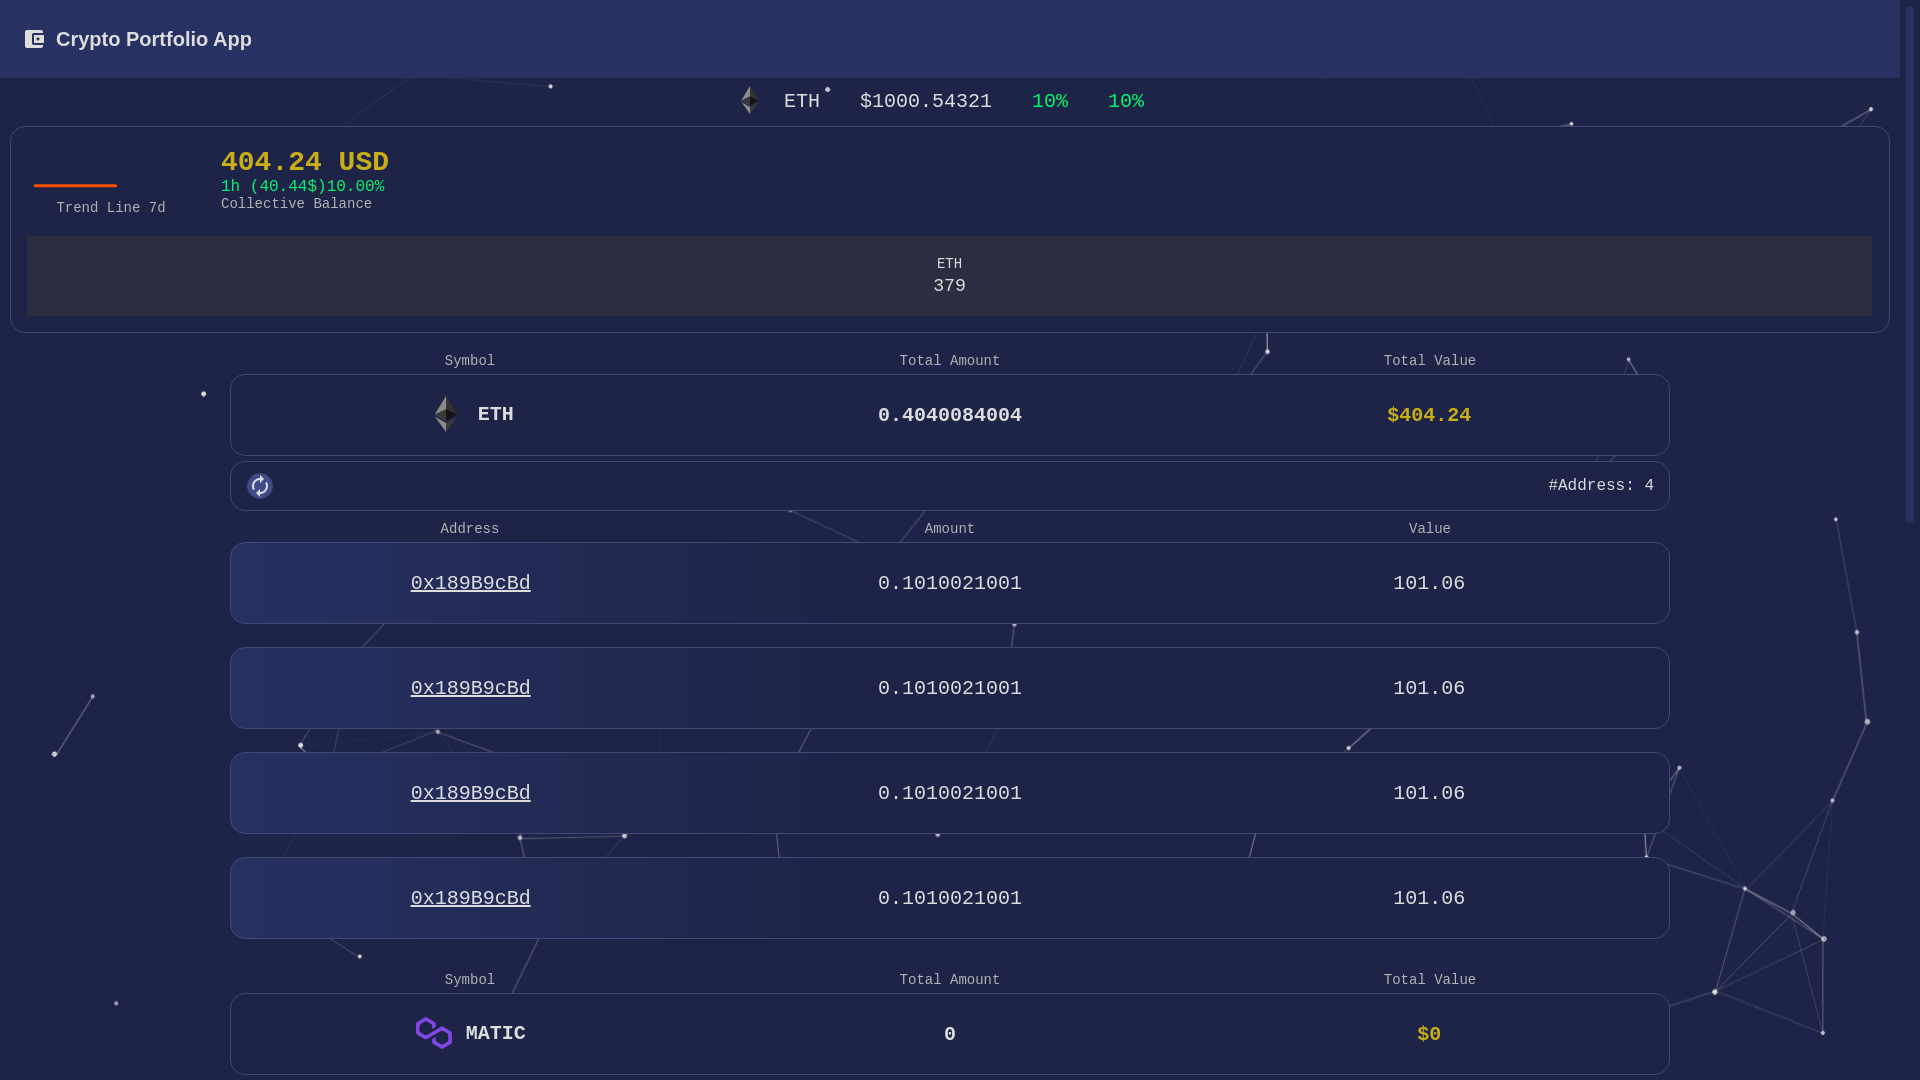 Crypto Portfolio App
ETH $1000.54321 10% 10%
404.24 USD
1h (40.44$)10.00%
Collective Balance
Trend Line 7d
ETH
379
Symbol Total Amount Total Value
ETH 0.4040084004 $404.24
#Address: 4
Address Amount Value
0x189B9cBd 0.1010021001 101.06
0x189B9cBd 0.1010021001 101.06
0x189B9cBd 0.1010021001 101.06
0x189B9cBd 0.1010021001 101.06
Symbol Total Amount Total Value
MATIC 0 $0